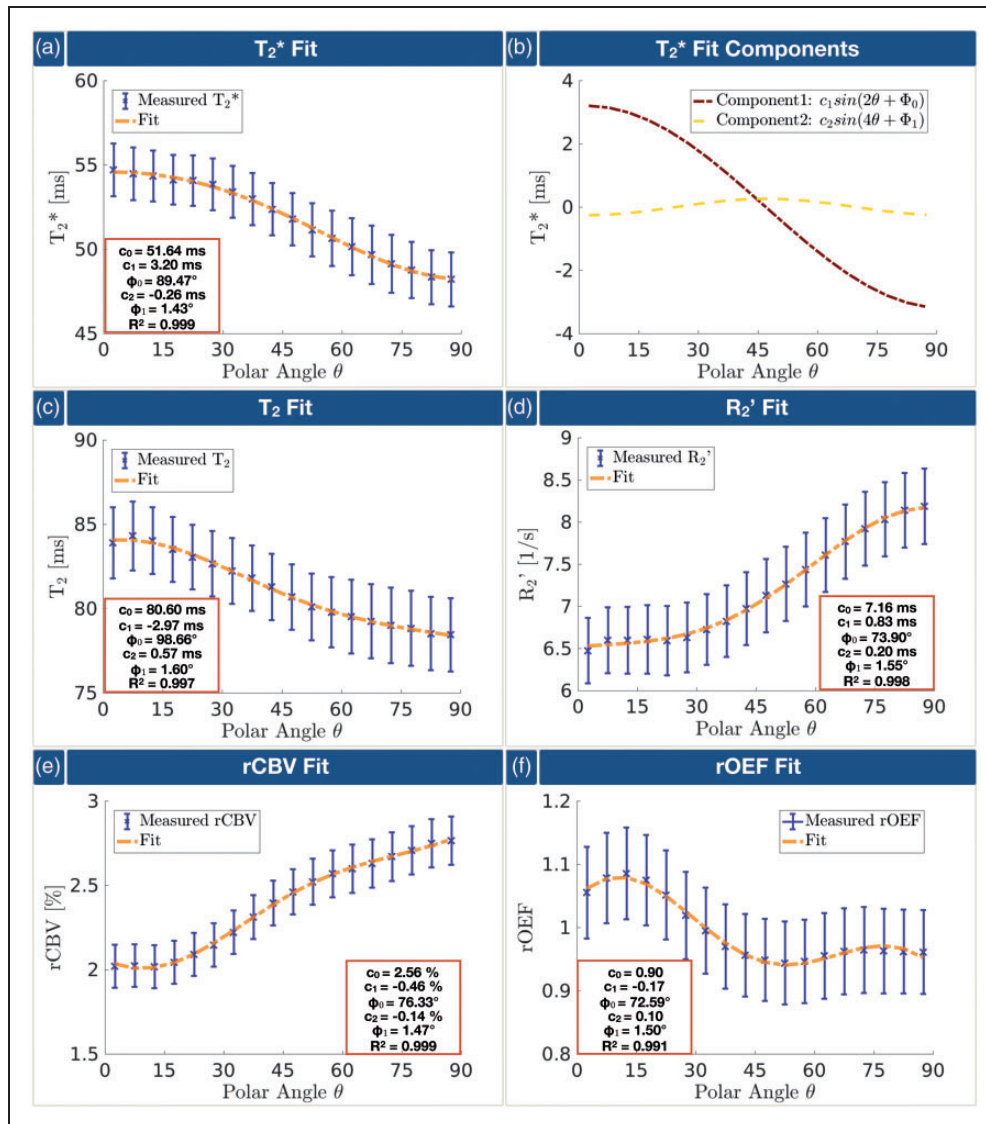 (a) T₂* Fit
60
55
50
45
T₂* [ms]
Measured T₂*
Fit
c₀ = 51.64 ms
c₁ = 3.20 ms
Φ₀ = 89.47°
c₂ = -0.26 ms
Φ₁ = 1.43°
R² = 0.999
0 15 30 45 60 75 90
Polar Angle θ
(b) T₂* Fit Components
4
2
0
-2
-4
T₂* [ms]
Component1: c₁sin(2θ + Φ₀)
Component2: c₂sin(4θ + Φ₁)
0 15 30 45 60 75 90
Polar Angle θ
(c) T₂ Fit
90
85
80
75
T₂ [ms]
Measured T₂
Fit
c₀ = 80.60 ms
c₁ = -2.97 ms
Φ₀ = 98.66°
c₂ = 0.57 ms
Φ₁ = 1.60°
R² = 0.997
0 15 30 45 60 75 90
Polar Angle θ
(d) R₂’ Fit
9
8.5
8
7.5
7
6.5
6
R₂’ [1/s]
Measured R₂’
Fit
c₀ = 7.16 ms
c₁ = 0.83 ms
Φ₀ = 73.90°
c₂ = 0.20 ms
Φ₁ = 1.55°
R² = 0.998
0 15 30 45 60 75 90
Polar Angle θ
(e) rCBV Fit
3
2.5
2
1.5
rCBV [%]
Measured rCBV
Fit
c₀ = 2.56 %
c₁ = -0.46 %
Φ₀ = 76.33°
c₂ = -0.14 %
Φ₁ = 1.47°
R² = 0.999
0 15 30 45 60 75 90
Polar Angle θ
(f) rOEF Fit
1.2
1.1
1
0.9
0.8
rOEF
Measured rOEF
Fit
c₀ = 0.90
c₁ = -0.17
Φ₀ = 72.59°
c₂ = 0.10
Φ₁ = 1.50°
R² = 0.991
0 15 30 45 60 75 90
Polar Angle θ